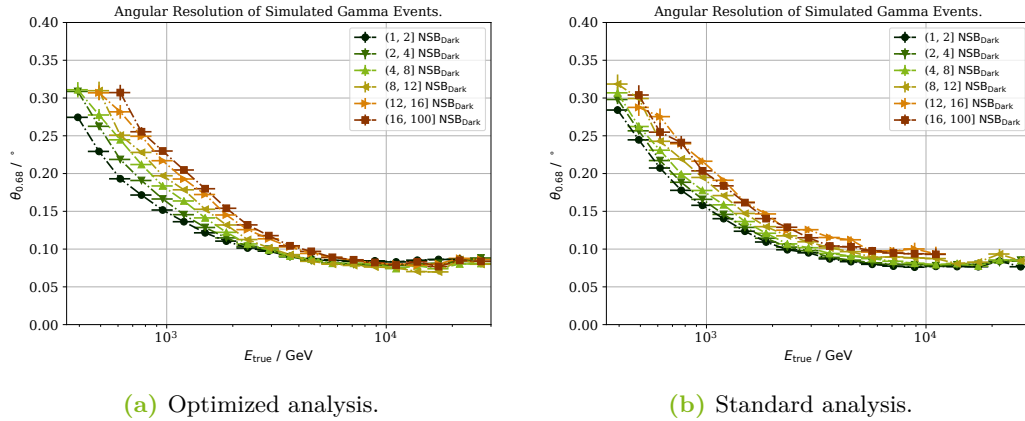 Angular Resolution of Simulated Gamma Events.
0.40
0.35
0.30
0.25
0.20
0.15
0.10
0.05
0.00
θ0.68 / °
(1, 2] NSBDark
(2, 4] NSBDark
(4, 8] NSBDark
(8, 12] NSBDark
(12, 16] NSBDark
(16, 100] NSBDark
10³
10⁴
Etrue / GeV
(a) Optimized analysis.
Angular Resolution of Simulated Gamma Events.
0.40
0.35
0.30
0.25
0.20
0.15
0.10
0.05
0.00
θ0.68 / °
(1, 2] NSBDark
(2, 4] NSBDark
(4, 8] NSBDark
(8, 12] NSBDark
(12, 16] NSBDark
(16, 100] NSBDark
10³
10⁴
Etrue / GeV
(b) Standard analysis.